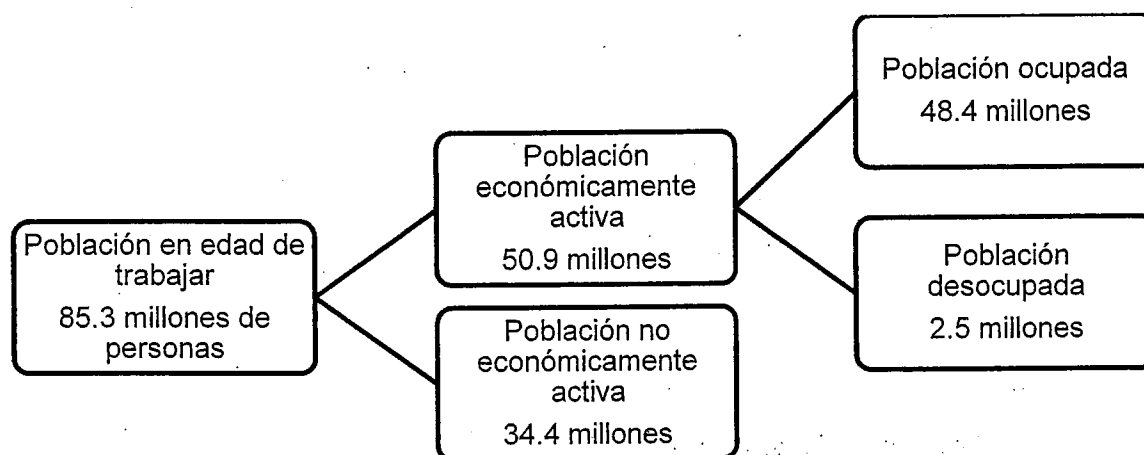 Población en edad de
trabajar
85.3 millones de
personas
Población
económicamente
activa
50.9 millones
Población no
económicamente
activa
34.4 millones
Población ocupada
48.4 millones
Población
desocupada
2.5 millones